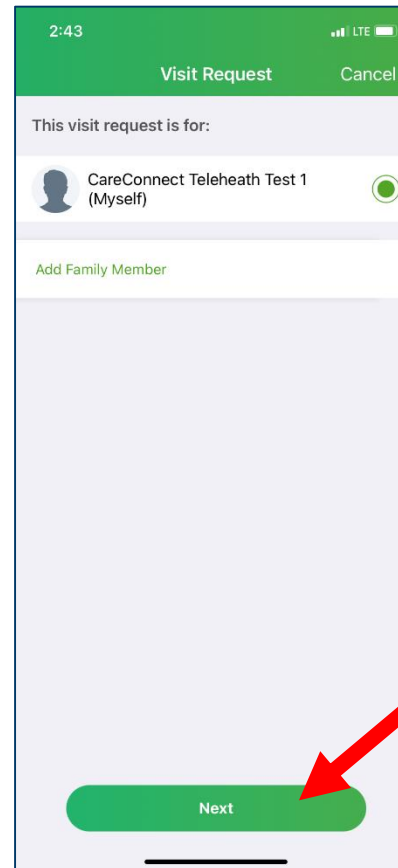 2:43 LTE
Visit Request Cancel
This visit request is for:
CareConnect Teleheath Test 1
(Myself)
Add Family Member
Next